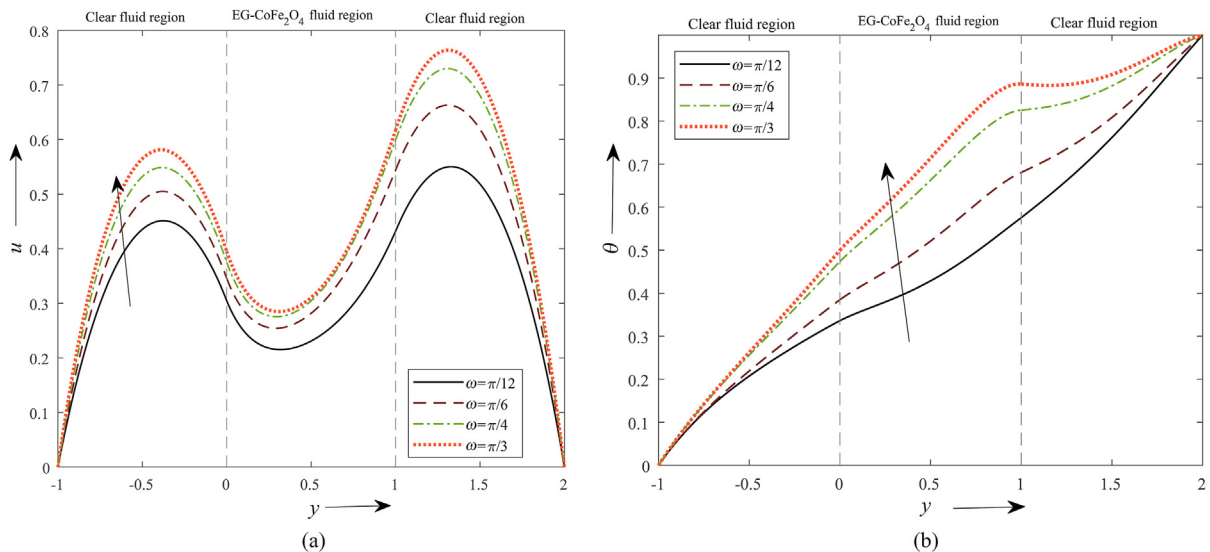 Clear fluid region
EG-CoFe2O4 fluid region
Clear fluid region
0.8
0.7
0.6
0.5
0.4
0.3
0.2
0.1
0
u
ω=π/12
ω=π/6
ω=π/4
ω=π/3
-1
-0.5
0
0.5
1
1.5
2
y
(a)
Clear fluid region
EG-CoFe2O4 fluid region
Clear fluid region
0.9
0.8
0.7
0.6
0.5
0.4
0.3
0.2
0.1
0
θ
ω=π/12
ω=π/6
ω=π/4
ω=π/3
-1
-0.5
0
0.5
1
1.5
2
y
(b)